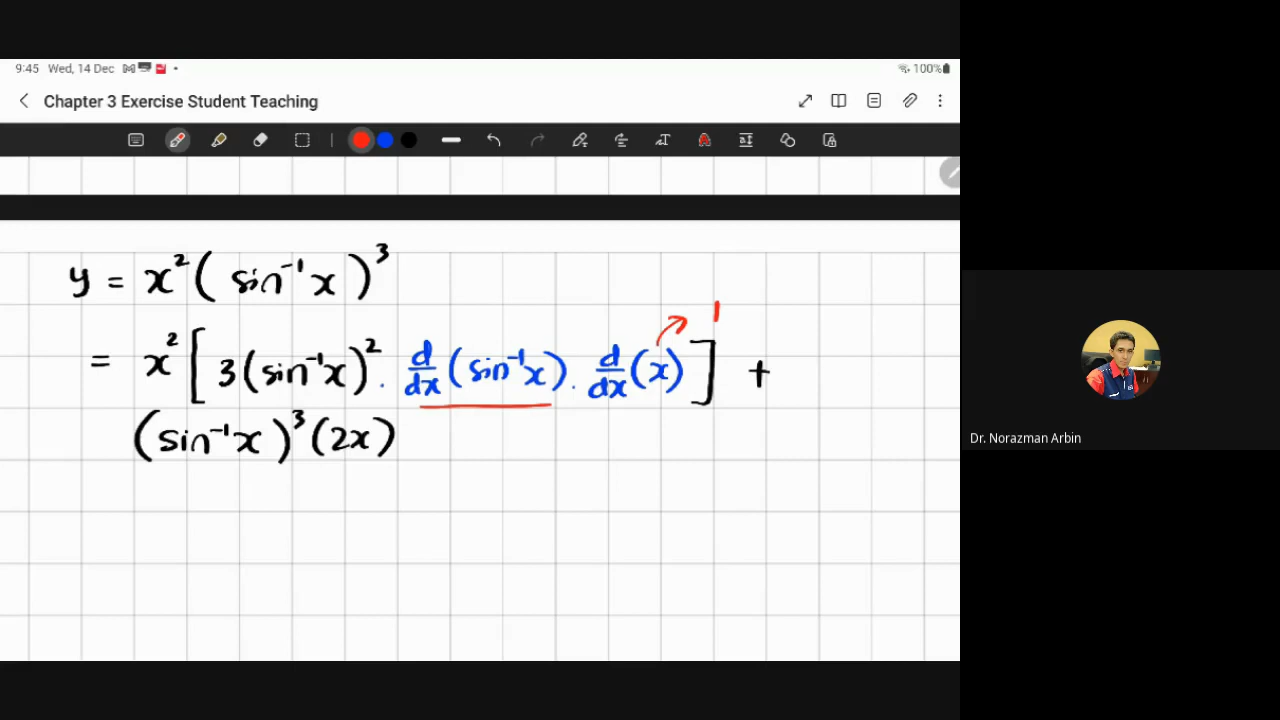 9:45 Wed, 14 Dec 100%
Chapter 3 Exercise Student Teaching
y = x² ( sin⁻¹x )³
= x² [ 3(sin⁻¹x)² . d/dx (sin⁻¹x) . d/dx (x) ] 1 +
(sin⁻¹x)³ (2x)
Dr. Norazman Arbin